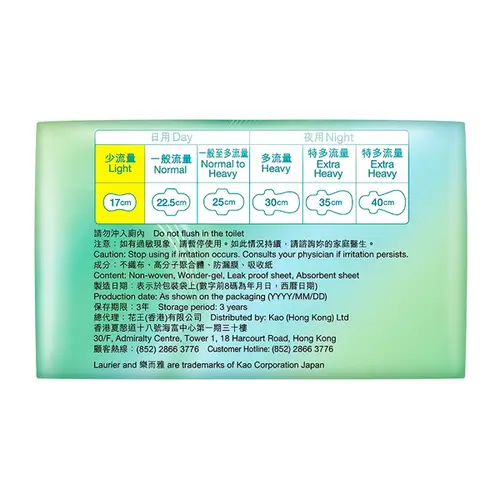 日用Day 夜用Night
少流量 一般流量 一般至多流量 多流量 特多流量 特多流量
Light Normal Normal to Heavy Heavy Extra Heavy Extra Heavy
17cm 22.5cm 25cm 30cm 35cm 40cm
請勿沖入廁內 Do not flush in the toilet
注意：如有過敏現象，請暫停使用。如此情況持續，請諮詢妳的家庭醫生。
Caution: Stop using if irritation occurs. Consults your physician if irritation persists.
成分：不織布、高分子聚合體、防漏膜、吸收紙
Content: Non-woven, Wonder-gel, Leak proof sheet, Absorbent sheet
製造日期：表示於包裝袋上(數字前8碼為年月日，西曆日期)
Production date: As shown on the packaging (YYYY/MM/DD)
保存期限：3年 Storage period: 3 years
總代理：花王(香港)有限公司 Distributed by: Kao (Hong Kong) Ltd
香港夏慤道十八號海富中心第一期三十樓
30/F, Admiralty Centre, Tower 1, 18 Harcourt Road, Hong Kong
顧客熱線：(852) 2866 3776 Customer Hotline: (852) 2866 3776
Laurier and 樂而雅 are trademarks of Kao Corporation Japan